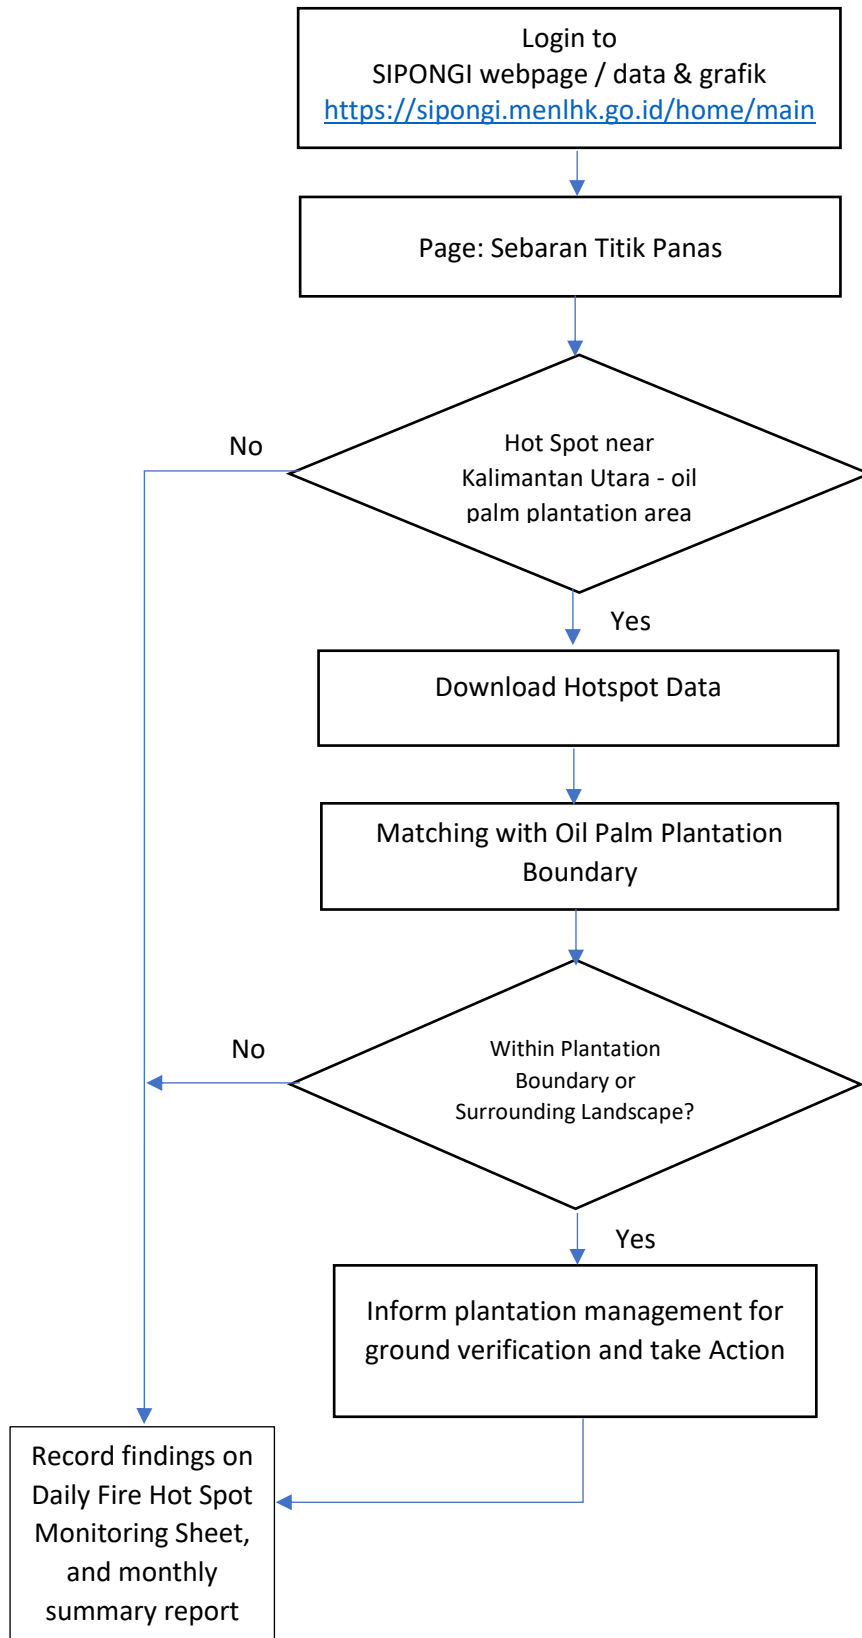 Login to
SIPONGI webpage / data & grafik
https://sipongi.menlhk.go.id/home/main
Page: Sebaran Titik Panas
No
Hot Spot near
Kalimantan Utara - oil
palm plantation area
Yes
Download Hotspot Data
Matching with Oil Palm Plantation
Boundary
No
Within Plantation
Boundary or
Surrounding Landscape?
Yes
Inform plantation management for
ground verification and take Action
Record findings on
Daily Fire Hot Spot
Monitoring Sheet,
and monthly
summary report